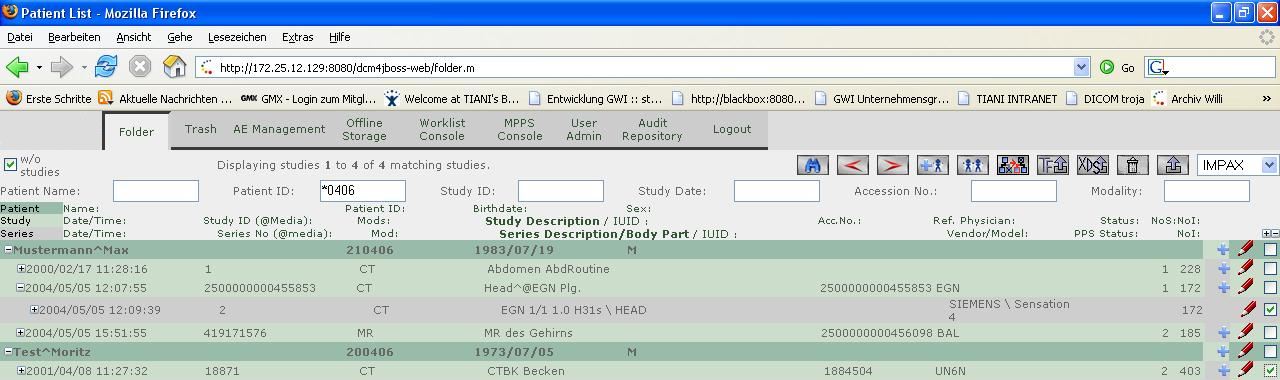 Patient List - Mozilla Firefox
Datei Bearbeiten Ansicht Gehe Lesezeichen Extras Hilfe
http://172.25.12.129:8080/dcm4jboss-web/folder.m Go G
Erste Schritte Aktuelle Nachrichten ... GMX GMX - Login zum Mitgl... Welcome at TIANI's B... Entwicklung GWI :: st... http://blackbox:8080... GWI Unternehmensgr... TIANI INTRANET DICOM troja Archiv Willi »
Folder Trash AE Management Offline Storage Worklist Console MPPS Console User Admin Audit Repository Logout
w/o studies Displaying studies 1 to 4 of 4 matching studies. TF XDS IMPAX
Patient Name: Patient ID: *0406 Study ID: Study Date: Accession No.: Modality:
Patient Name: Patient ID: Birthdate: Sex:
Study Date/Time: Study ID (@Media): Mods: Study Description / IUID : Acc.No.: Ref. Physician: Status: NoS: NoI:
Series Date/Time: Series No (@media): Mod: Series Description/Body Part / IUID : Vendor/Model: PPS Status: NoI:
Mustermann^Max 210406 1983/07/19 M
2000/02/17 11:28:16 1 CT Abdomen AbdRoutine 1 228
2004/05/05 12:07:55 2500000000455853 CT Head^@EGN Plg. 2500000000455853 EGN 1 172
2004/05/05 12:09:39 2 CT EGN 1/1 1.0 H31s \ HEAD SIEMENS \ Sensation 4 172
2004/05/05 15:51:55 419171576 MR MR des Gehirns 2500000000456098 BAL 2 185
Test^Moritz 200406 1973/07/05 M
2001/04/08 11:27:32 18871 CT CTBK Becken 1884504 UN6N 2 403